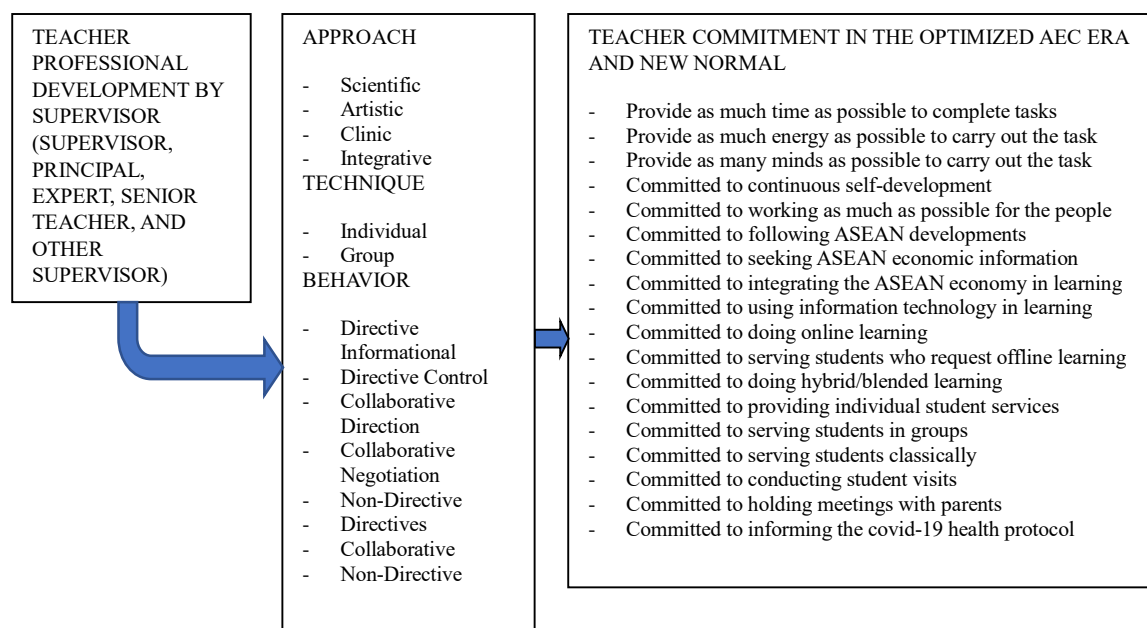 TEACHER
PROFESSIONAL
DEVELOPMENT BY
SUPERVISOR
(SUPERVISOR,
PRINCIPAL,
EXPERT, SENIOR
TEACHER, AND
OTHER
SUPERVISOR)
APPROACH
- Scientific
- Artistic
- Clinic
- Integrative
TECHNIQUE
- Individual
- Group
BEHAVIOR
- Directive
Informational
- Directive Control
- Collaborative
Direction
- Collaborative
Negotiation
- Non-Directive
- Directives
- Collaborative
- Non-Directive
TEACHER COMMITMENT IN THE OPTIMIZED AEC ERA
AND NEW NORMAL
- Provide as much time as possible to complete tasks
- Provide as much energy as possible to carry out the task
- Provide as many minds as possible to carry out the task
- Committed to continuous self-development
- Committed to working as much as possible for the people
- Committed to following ASEAN developments
- Committed to seeking ASEAN economic information
- Committed to integrating the ASEAN economy in learning
- Committed to using information technology in learning
- Committed to doing online learning
- Committed to serving students who request offline learning
- Committed to doing hybrid/blended learning
- Committed to providing individual student services
- Committed to serving students in groups
- Committed to serving students classically
- Committed to conducting student visits
- Committed to holding meetings with parents
- Committed to informing the covid-19 health protocol